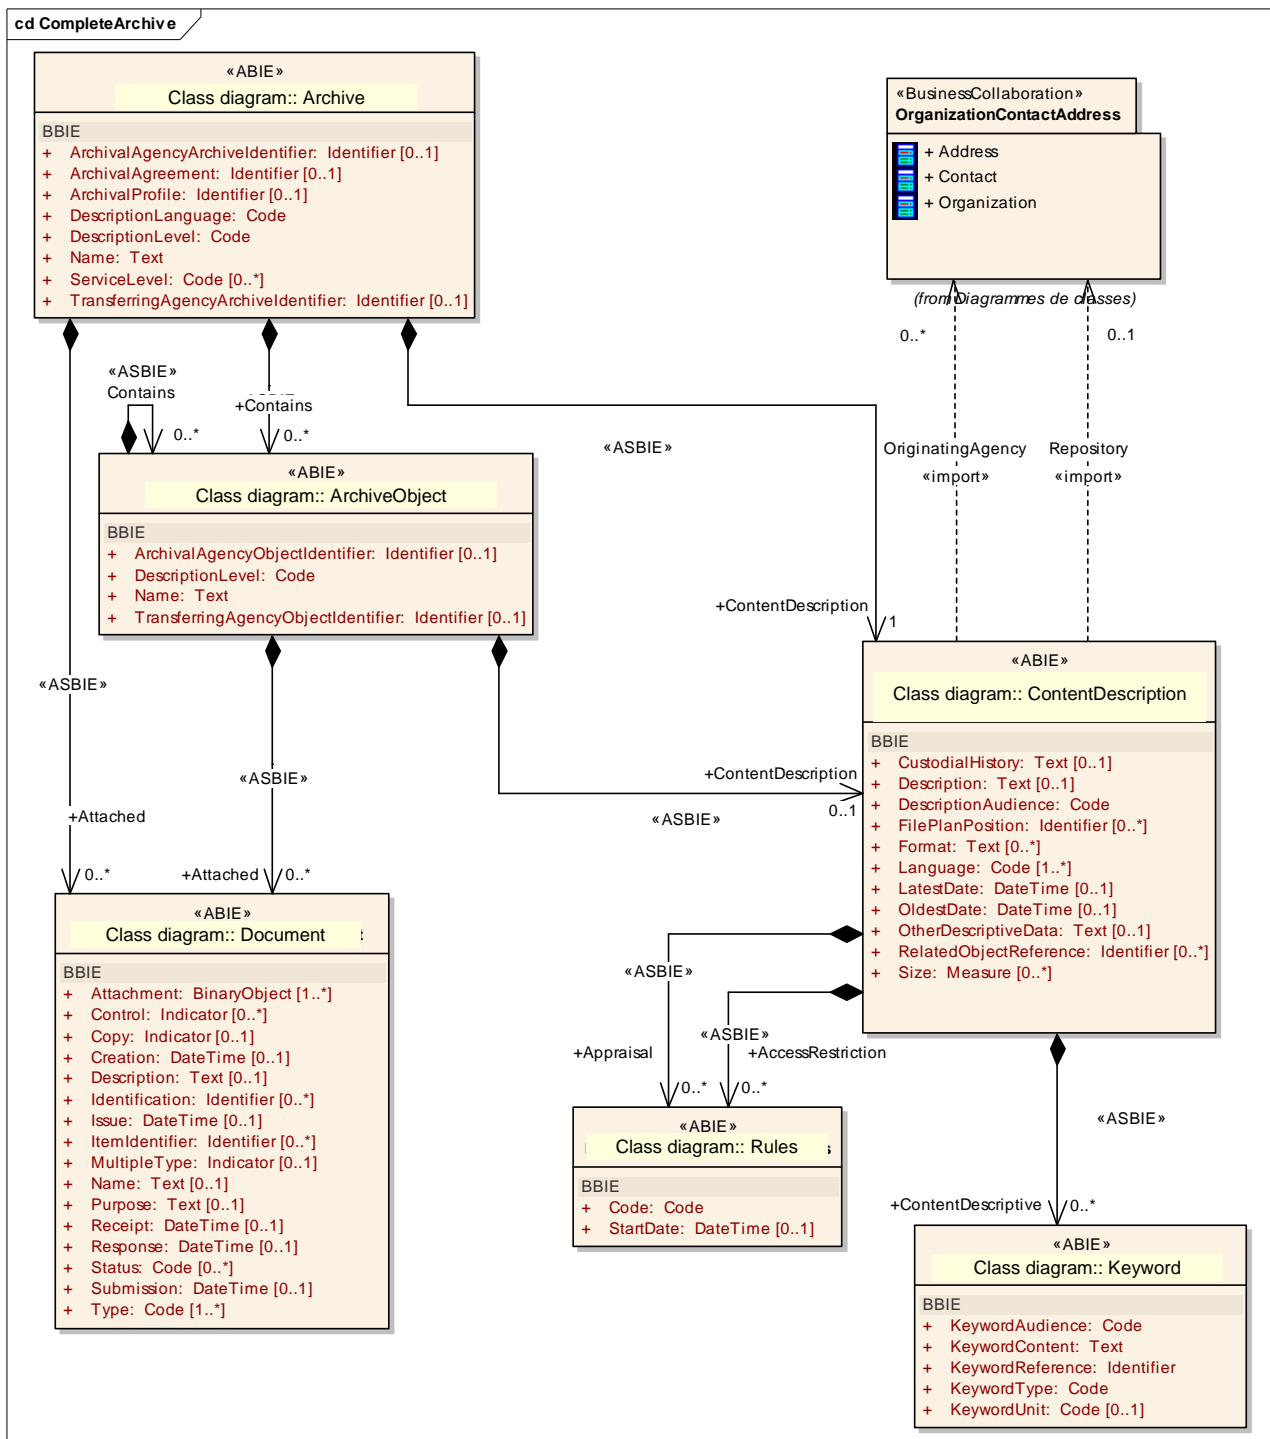 cd CompleteArchive
«ABIE»
Class diagram:: Archive
BBIE
+ ArchivalAgencyArchiveIdentifier: Identifier [0..1]
+ ArchivalAgreement: Identifier [0..1]
+ ArchivalProfile: Identifier [0..1]
+ DescriptionLanguage: Code
+ DescriptionLevel: Code
+ Name: Text
+ ServiceLevel: Code [0..*]
+ TransferringAgencyArchiveIdentifier: Identifier [0..1]
«BusinessCollaboration»
OrganizationContactAddress
+ Address
+ Contact
+ Organization
(from Diagrammes de classes)
0..*
0..1
«ASBIE»
Contains
0..*
+Contains
0..*
«ASBIE»
OriginatingAgency
«import»
Repository
«import»
«ABIE»
Class diagram:: ArchiveObject
BBIE
+ ArchivalAgencyObjectIdentifier: Identifier [0..1]
+ DescriptionLevel: Code
+ Name: Text
+ TransferringAgencyObjectIdentifier: Identifier [0..1]
+ContentDescription
1
«ASBIE»
«ABIE»
Class diagram:: ContentDescription
BBIE
+ CustodialHistory: Text [0..1]
+ Description: Text [0..1]
+ DescriptionAudience: Code
+ FilePlanPosition: Identifier [0..*]
+ Format: Text [0..*]
+ Language: Code [1..*]
+ LatestDate: DateTime [0..1]
+ OldestDate: DateTime [0..1]
+ OtherDescriptiveData: Text [0..1]
+ RelatedObjectReference: Identifier [0..*]
+ Size: Measure [0..*]
«ASBIE»
+ContentDescription
0..1
«ASBIE»
+Attached
0..*
+Attached
0..*
«ABIE»
Class diagram:: Document
BBIE
+ Attachment: BinaryObject [1..*]
+ Control: Indicator [0..*]
+ Copy: Indicator [0..1]
+ Creation: DateTime [0..1]
+ Description: Text [0..1]
+ Identification: Identifier [0..*]
+ Issue: DateTime [0..1]
+ ItemIdentifier: Identifier [0..*]
+ MultipleType: Indicator [0..1]
+ Name: Text [0..1]
+ Purpose: Text [0..1]
+ Receipt: DateTime [0..1]
+ Response: DateTime [0..1]
+ Status: Code [0..*]
+ Submission: DateTime [0..1]
+ Type: Code [1..*]
«ASBIE»
«ASBIE»
+Appraisal
+AccessRestriction
0..*
0..*
«ABIE»
Class diagram:: Rules
BBIE
+ Code: Code
+ StartDate: DateTime [0..1]
«ASBIE»
+ContentDescriptive
0..*
«ABIE»
Class diagram:: Keyword
BBIE
+ KeywordAudience: Code
+ KeywordContent: Text
+ KeywordReference: Identifier
+ KeywordType: Code
+ KeywordUnit: Code [0..1]